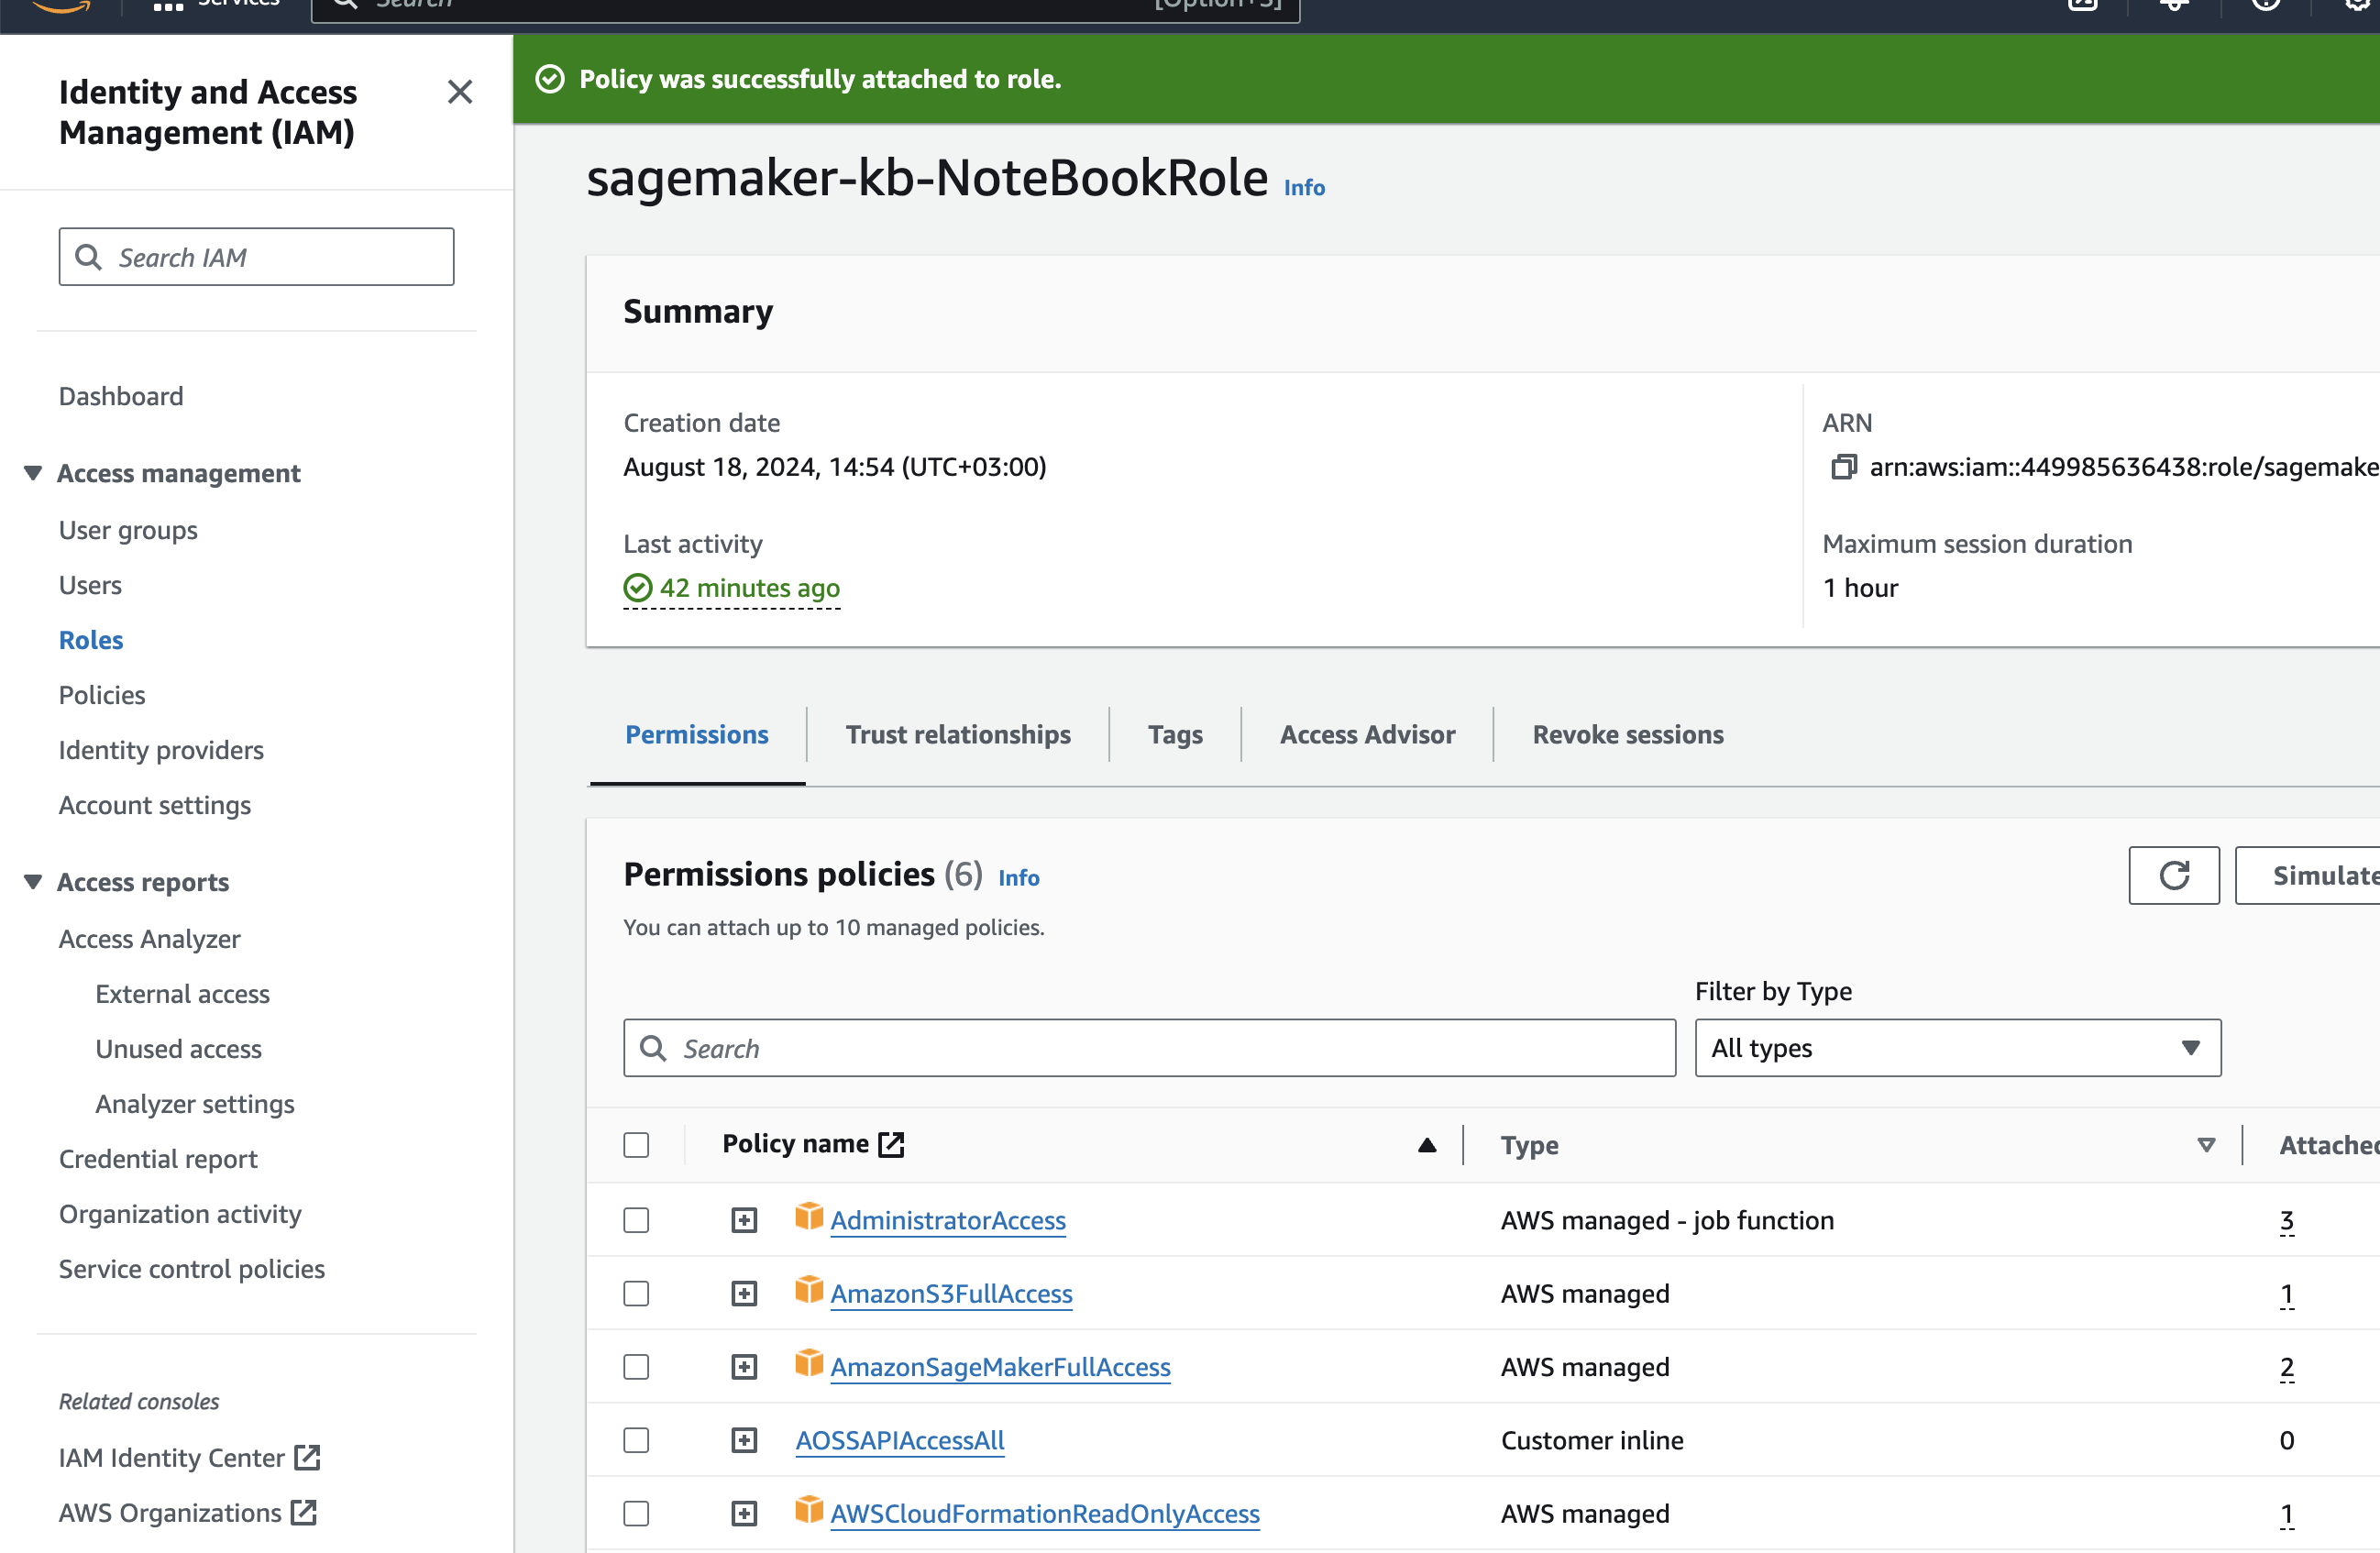 Services
Search
[Option+S]
Identity and Access
Management (IAM)
Search IAM
Dashboard
Access management
User groups
Users
Roles
Policies
Identity providers
Account settings
Access reports
Access Analyzer
External access
Unused access
Analyzer settings
Credential report
Organization activity
Service control policies
Related consoles
IAM Identity Center
AWS Organizations
Policy was successfully attached to role.
sagemaker-kb-NoteBookRole Info
Summary
Creation date
August 18, 2024, 14:54 (UTC+03:00)
Last activity
42 minutes ago
ARN
arn:aws:iam::449985636438:role/sagemake
Maximum session duration
1 hour
Permissions
Trust relationships
Tags
Access Advisor
Revoke sessions
Permissions policies (6) Info
You can attach up to 10 managed policies.
Simulate
Filter by Type
Search
All types
Policy name
Type
Attached
AdministratorAccess
AWS managed - job function
3
AmazonS3FullAccess
AWS managed
1
AmazonSageMakerFullAccess
AWS managed
2
AOSSAPIAccessAll
Customer inline
0
AWSCloudFormationReadOnlyAccess
AWS managed
1